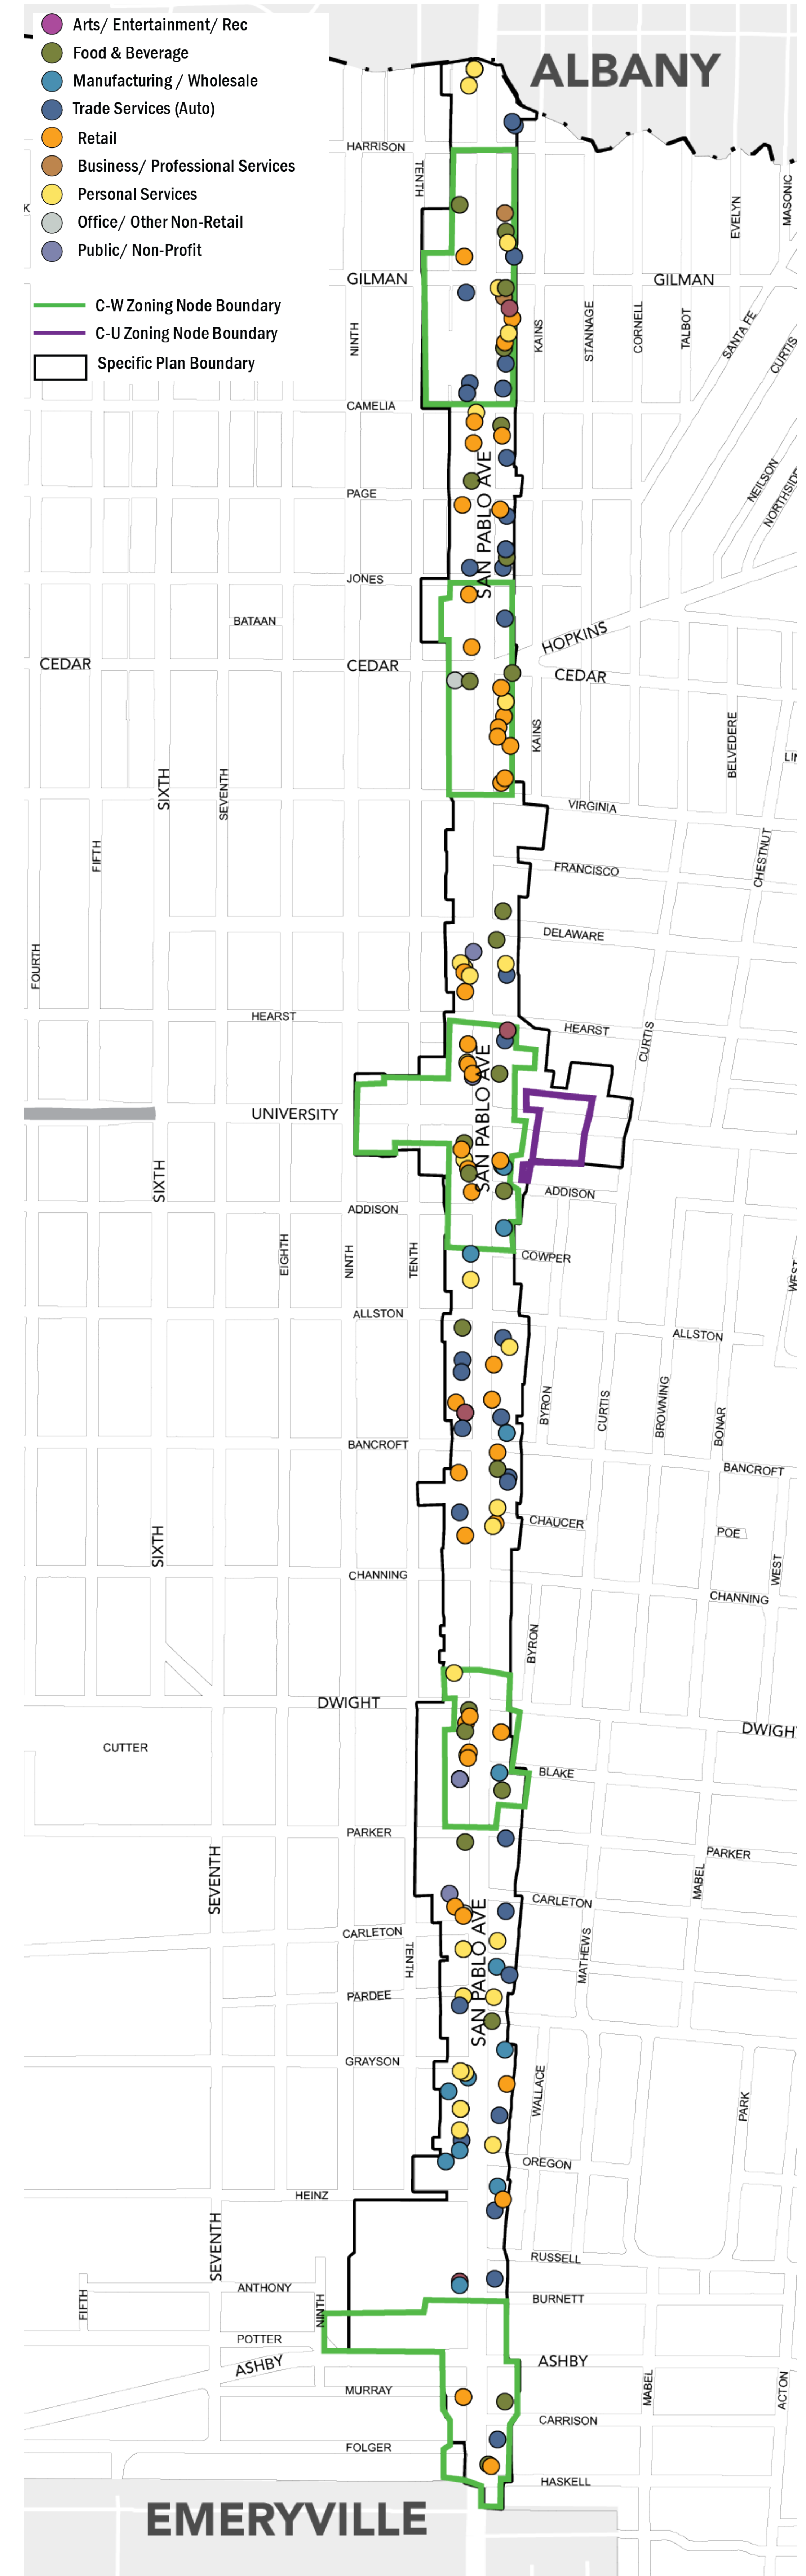 Arts/ Entertainment/ Rec
Food & Beverage
Manufacturing / Wholesale
Trade Services (Auto)
Retail
Business/ Professional Services
Personal Services
Office/ Other Non-Retail
Public/ Non-Profit
C-W Zoning Node Boundary
C-U Zoning Node Boundary
Specific Plan Boundary
ALBANY
HARRISON
TENTH
EVELYN
MASONIC
K
GILMAN
GILMAN
NINTH
KAINS
STANNAGE
CORNELL
TALBOT
SANTA FE
CURTIS
CAMELIA
SAN PABLO AVE
NEILSON
NORTHSIDE
PAGE
JONES
BATAAN
HOPKINS
CEDAR
CEDAR
CEDAR
KAINS
BELVEDERE
LIN
SIXTH
SEVENTH
VIRGINIA
FIFTH
FRANCISCO
CHESTNUT
DELAWARE
FOURTH
HEARST
HEARST
CURTIS
SAN PABLO AVE
UNIVERSITY
SIXTH
ADDISON
ADDISON
EIGHTH
NINTH
TENTH
COWPER
WEST
ALLSTON
ALLSTON
BYRON
CURTIS
BROWNING
BONAR
BANCROFT
BANCROFT
CHAUCER
POE
SIXTH
WEST
CHANNING
CHANNING
BYRON
DWIGHT
DWIGH
CUTTER
BLAKE
PARKER
PARKER
SEVENTH
MABEL
CARLETON
CARLETON
SAN PABLO AVE
TENTH
MATHEWS
PARDEE
GRAYSON
WALLACE
PARK
OREGON
HEINZ
SEVENTH
RUSSELL
ANTHONY
BURNETT
FIFTH
NINTH
POTTER
ASHBY
ASHBY
MURRAY
MABEL
ACTON
CARRISON
FOLGER
HASKELL
EMERYVILLE